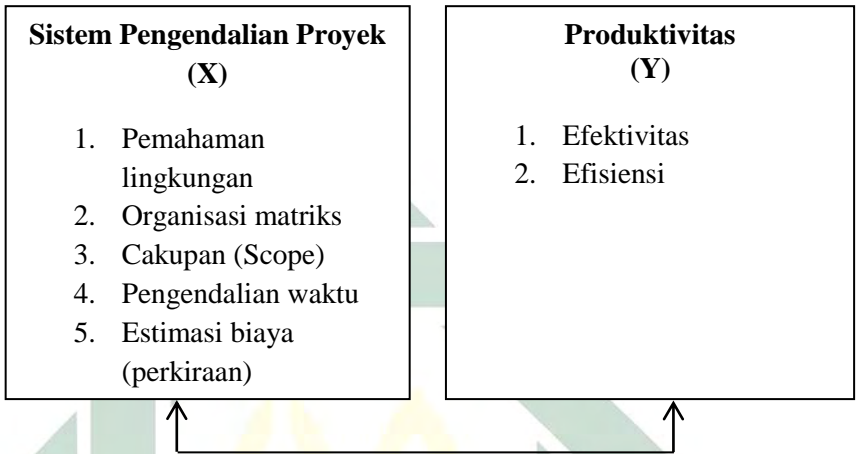 Sistem Pengendalian Proyek
(X)
1. Pemahaman
lingkungan
2. Organisasi matriks
3. Cakupan (Scope)
4. Pengendalian waktu
5. Estimasi biaya
(perkiraan)
Produktivitas
(Y)
1. Efektivitas
2. Efisiensi